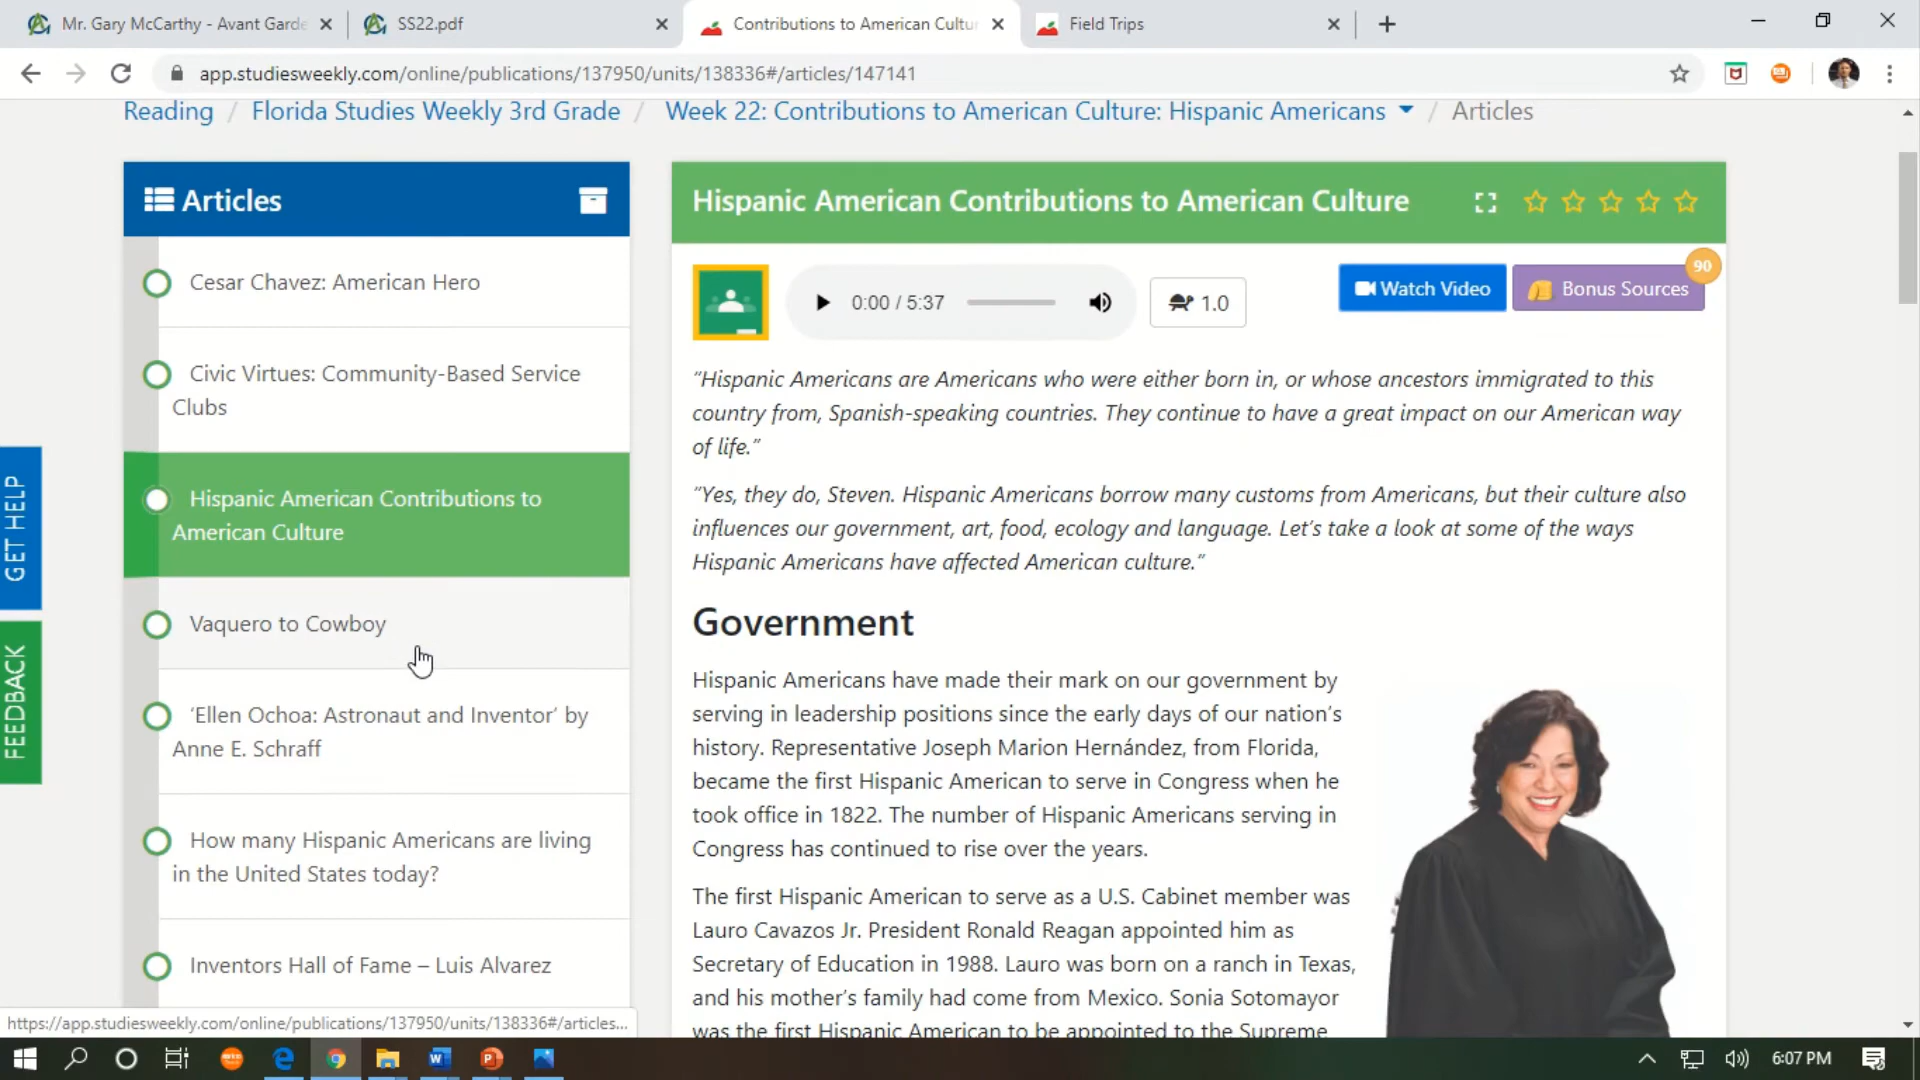 Mr. Gary McCarthy - Avant Garde
SS22.pdf
Contributions to American Cultur
Field Trips
app.studiesweekly.com/online/publications/137950/units/138336#/articles/147141
Reading / Florida Studies Weekly 3rd Grade / Week 22: Contributions to American Culture: Hispanic Americans / Articles
Articles
Cesar Chavez: American Hero
Civic Virtues: Community-Based Service
Clubs
Hispanic American Contributions to
American Culture
Vaquero to Cowboy
‘Ellen Ochoa: Astronaut and Inventor’ by
Anne E. Schraff
How many Hispanic Americans are living
in the United States today?
Inventors Hall of Fame – Luis Alvarez
GET HELP
FEEDBACK
Hispanic American Contributions to American Culture
0:00 / 5:37
1.0
Watch Video
Bonus Sources
90
“Hispanic Americans are Americans who were either born in, or whose ancestors immigrated to this
country from, Spanish-speaking countries. They continue to have a great impact on our American way
of life.”
“Yes, they do, Steven. Hispanic Americans borrow many customs from Americans, but their culture also
influences our government, art, food, ecology and language. Let’s take a look at some of the ways
Hispanic Americans have affected American culture.”
Government
Hispanic Americans have made their mark on our government by
serving in leadership positions since the early days of our nation’s
history. Representative Joseph Marion Hernández, from Florida,
became the first Hispanic American to serve in Congress when he
took office in 1822. The number of Hispanic Americans serving in
Congress has continued to rise over the years.
The first Hispanic American to serve as a U.S. Cabinet member was
Lauro Cavazos Jr. President Ronald Reagan appointed him as
Secretary of Education in 1988. Lauro was born on a ranch in Texas,
and his mother’s family had come from Mexico. Sonia Sotomayor
was the first Hispanic American to be appointed to the Supreme
https://app.studiesweekly.com/online/publications/137950/units/138336#/articles...
6:07 PM